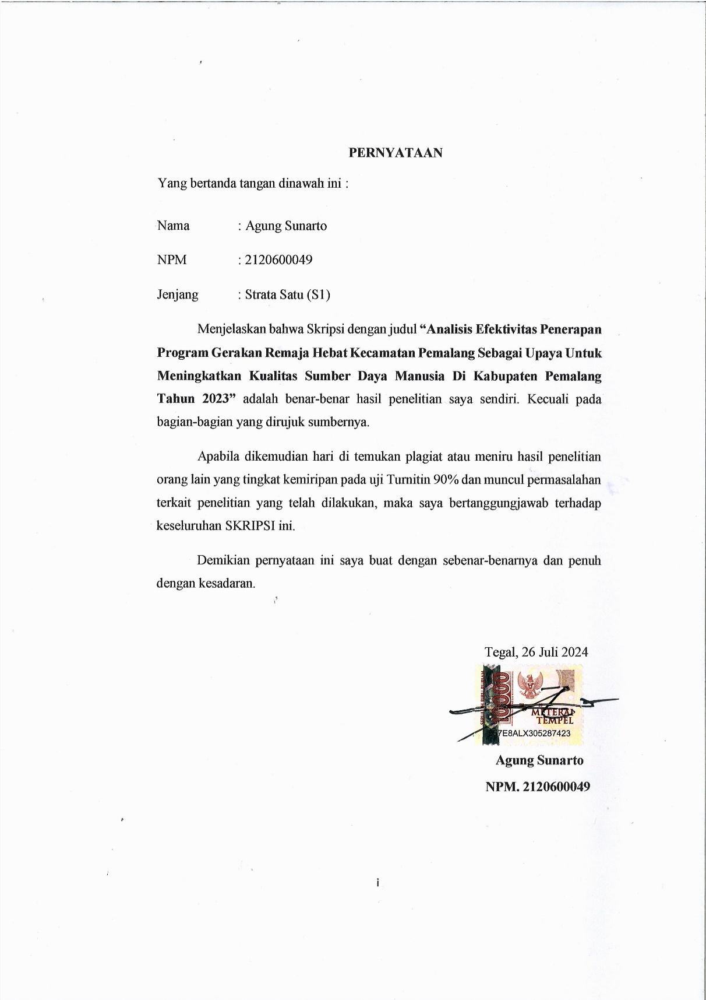 PERNYATAAN
Yang bertanda tangan dinawah ini :
Nama : Agung Sunarto
NPM : 2120600049
Jenjang : Strata Satu (S1)
Menjelaskan bahwa Skripsi dengan judul “Analisis Efektivitas Penerapan
Program Gerakan Remaja Hebat Kecamatan Pemalang Sebagai Upaya Untuk
Meningkatkan Kualitas Sumber Daya Manusia Di Kabupaten Pemalang
Tahun 2023” adalah benar-benar hasil penelitian saya sendiri. Kecuali pada
bagian-bagian yang dirujuk sumbernya.
Apabila dikemudian hari di temukan plagiat atau meniru hasil penelitian
orang lain yang tingkat kemiripan pada uji Turnitin 90% dan muncul permasalahan
terkait penelitian yang telah dilakukan, maka saya bertanggungjawab terhadap
keseluruhan SKRIPSI ini.
Demikian pernyataan ini saya buat dengan sebenar-benarnya dan penuh
dengan kesadaran.
Tegal, 26 Juli 2024
10000
METERAI
TEMPEL
7E8ALX305287423
Agung Sunarto
NPM. 2120600049
i